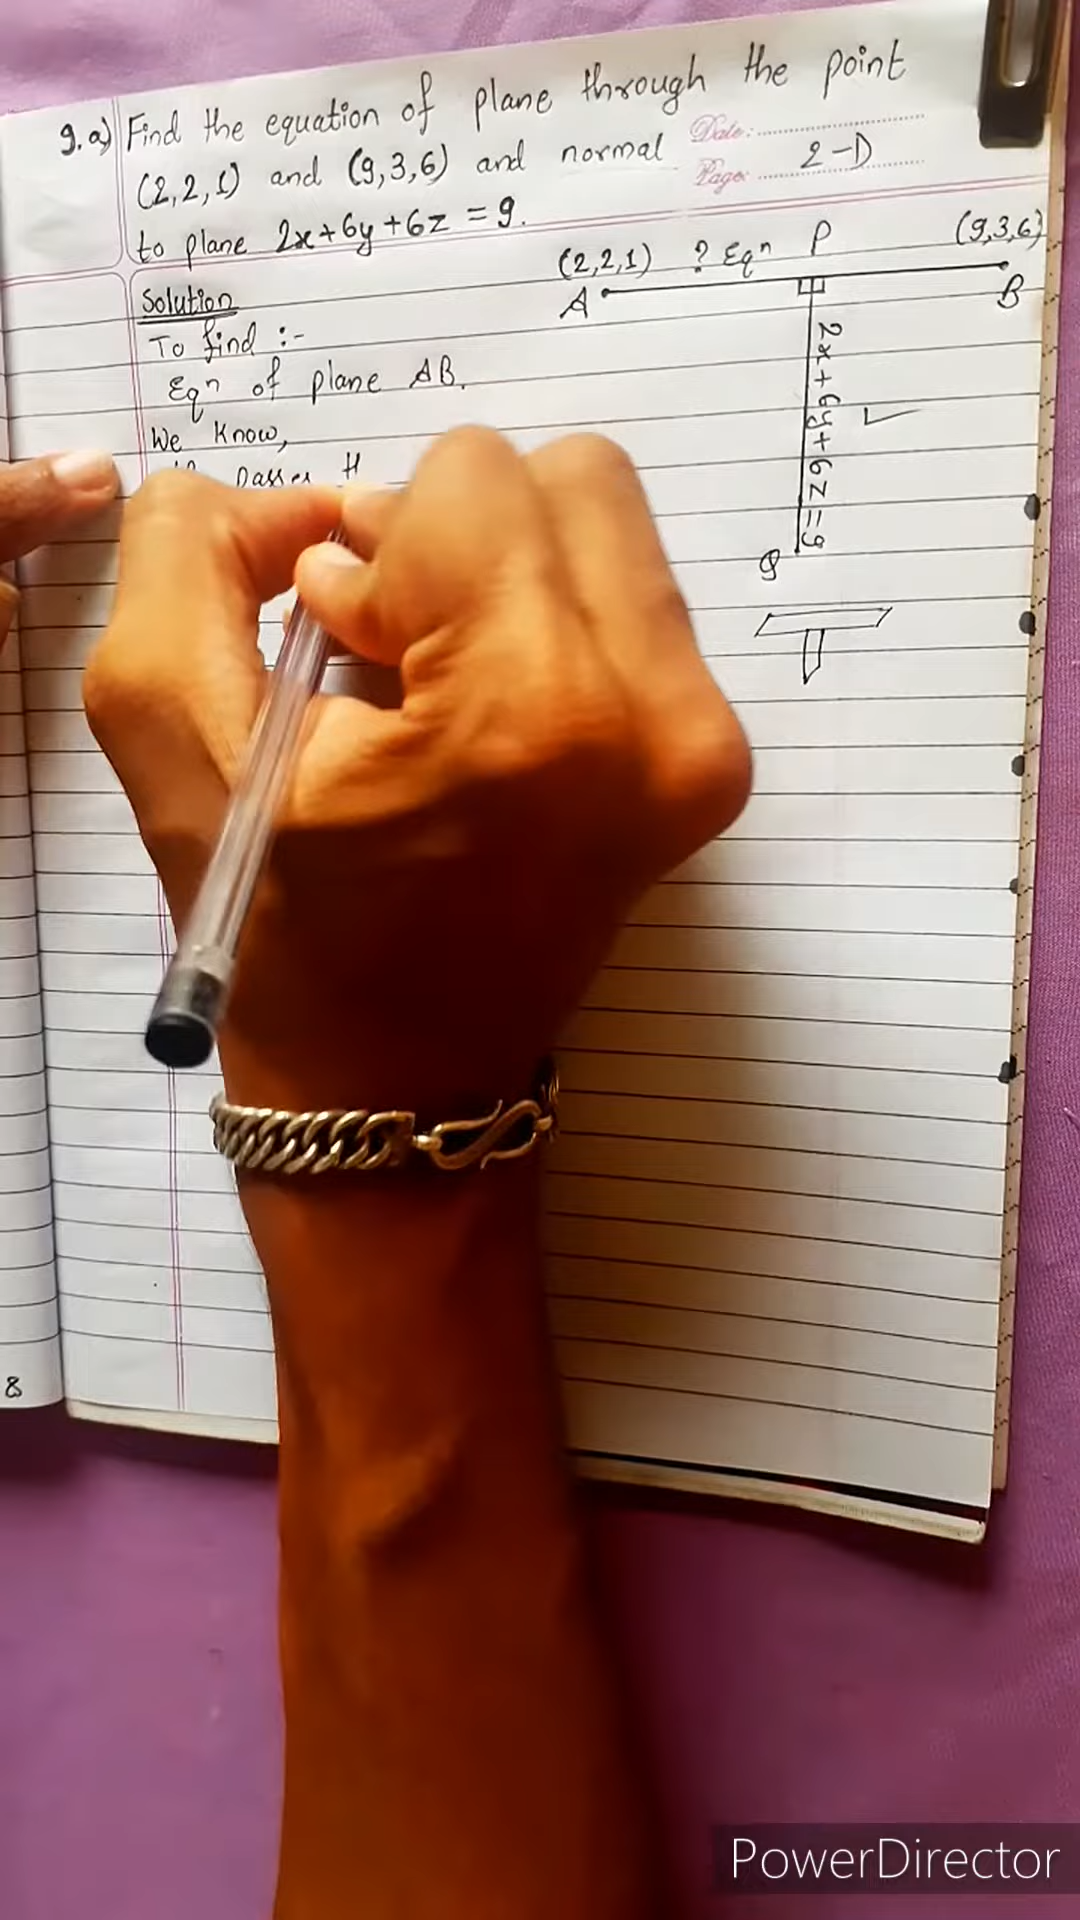 9. a) Find the equation of plane through the point
(2,2,1) and (9,3,6) and normal
to plane 2x+6y+6z = 9.
Date:
Page: 2-D
Solution
To find :-
Eqⁿ of plane AB.
We Know,
Passes
(2,2,1) ? Eqⁿ P (9,3,6)
A B
2x+6y+6z=9
Q
8
PowerDirector